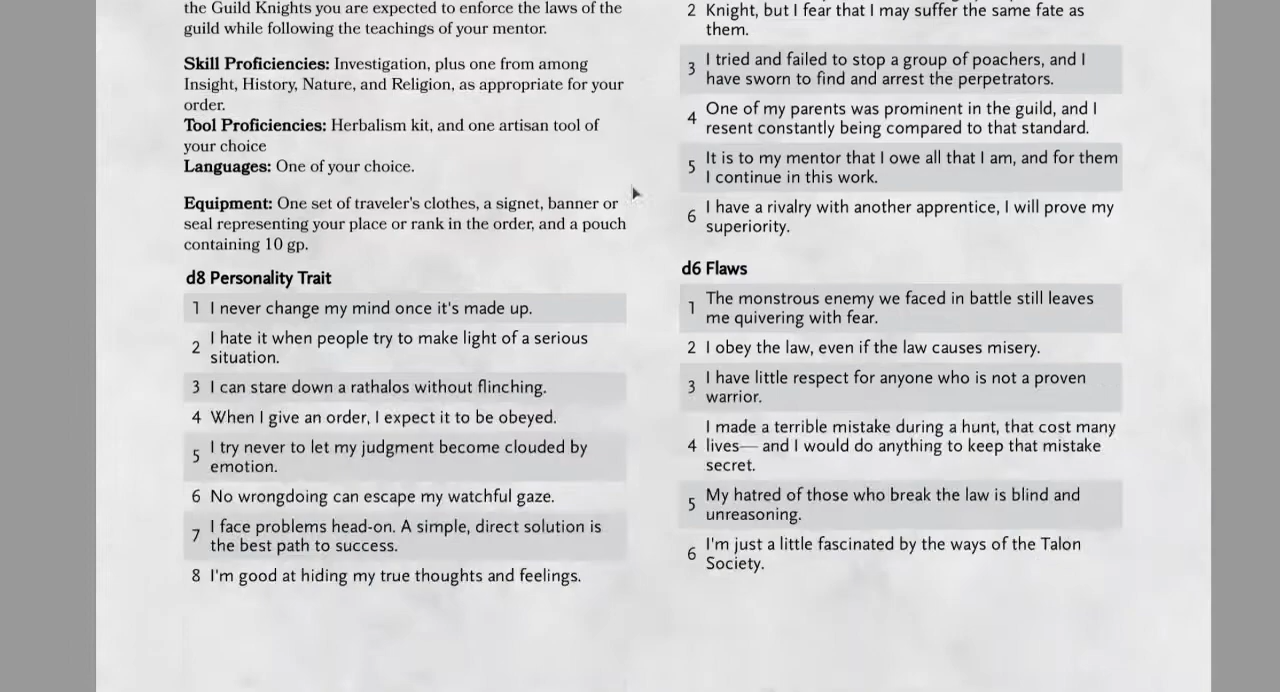 the Guild Knights you are expected to enforce the laws of the
guild while following the teachings of your mentor.
Skill Proficiencies: Investigation, plus one from among
Insight, History, Nature, and Religion, as appropriate for your
order.
Tool Proficiencies: Herbalism kit, and one artisan tool of
your choice
Languages: One of your choice.
Equipment: One set of traveler's clothes, a signet, banner or
seal representing your place or rank in the order, and a pouch
containing 10 gp.
d8 Personality Trait
1 I never change my mind once it's made up.
2 I hate it when people try to make light of a serious
situation.
3 I can stare down a rathalos without flinching.
4 When I give an order, I expect it to be obeyed.
5 I try never to let my judgment become clouded by
emotion.
6 No wrongdoing can escape my watchful gaze.
7 I face problems head-on. A simple, direct solution is
the best path to success.
8 I'm good at hiding my true thoughts and feelings.
2 Knight, but I fear that I may suffer the same fate as
them.
3 I tried and failed to stop a group of poachers, and I
have sworn to find and arrest the perpetrators.
4 One of my parents was prominent in the guild, and I
resent constantly being compared to that standard.
5 It is to my mentor that I owe all that I am, and for them
I continue in this work.
6 I have a rivalry with another apprentice, I will prove my
superiority.
d6 Flaws
1 The monstrous enemy we faced in battle still leaves
me quivering with fear.
2 I obey the law, even if the law causes misery.
3 I have little respect for anyone who is not a proven
warrior.
I made a terrible mistake during a hunt, that cost many
4 lives— and I would do anything to keep that mistake
secret.
5 My hatred of those who break the law is blind and
unreasoning.
6 I'm just a little fascinated by the ways of the Talon
Society.